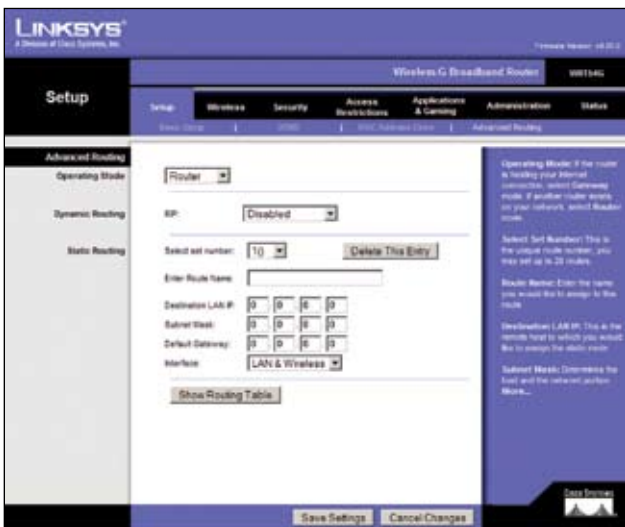 LINKSYS®
A Division of Cisco Systems, Inc.
Wireless-G Broadband Router
Setup
Setup Wireless Security Access Restrictions Applications & Gaming Administration Status
Basic Setup | DDNS | MAC Address Clone | Advanced Routing
Advanced Routing
Operating Mode
Router
Dynamic Routing
RIP:
Disabled
Static Routing
Select set number:
Delete This Entry
Enter Route Name:
Destination LAN IP: 0 . 0 . 0 . 0
Subnet Mask: 0 . 0 . 0 . 0
Default Gateway: 0 . 0 . 0 . 0
Interface: LAN & Wireless
Show Routing Table
Operating Mode: If the router
is hosting your Internet
connection, select Gateway
mode. If another router exists
on your network, select Router
mode.
Select Set Number: This is
the unique route number, you
may set up to 20 routes.
Route Name: Enter the name
you would like to assign to this
route.
Destination LAN IP: This is the
remote host to which you would
like to assign the static route.
Subnet Mask: Determines the
host and the network portion.
More...
Save Settings
Cancel Changes
Cisco Systems